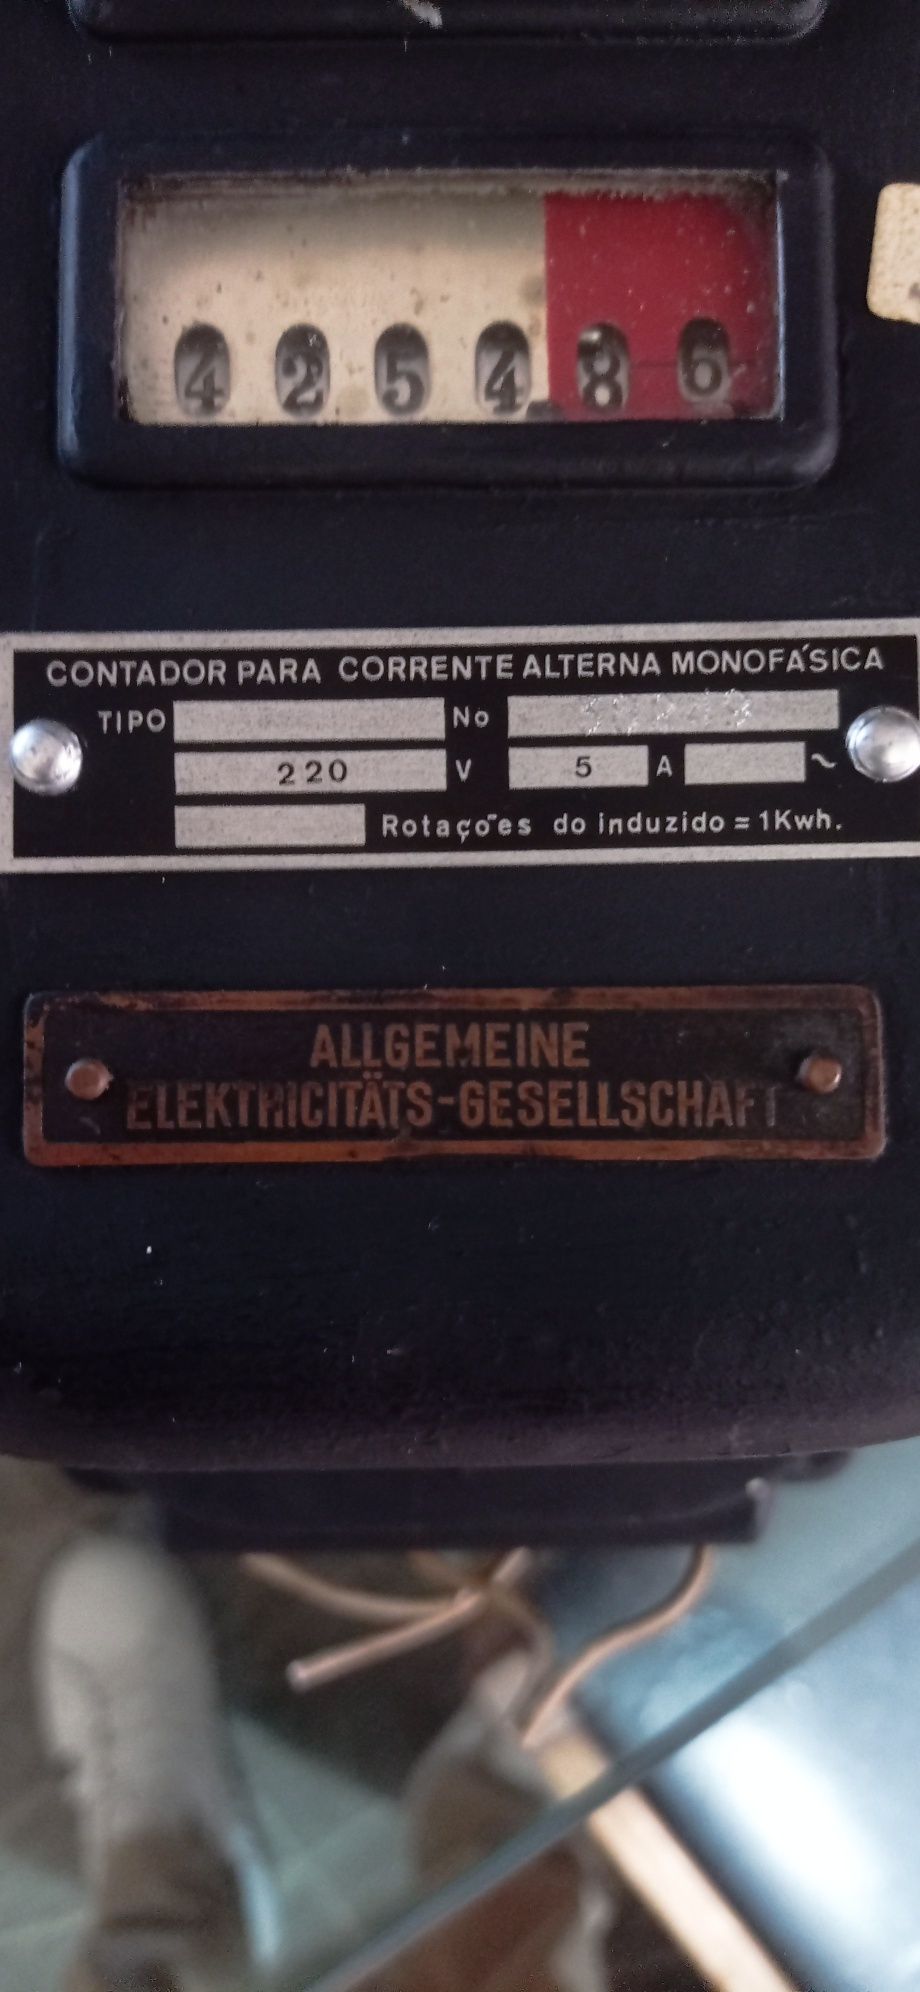 4 2 5 4 8 6
CONTADOR PARA CORRENTE ALTERNA MONOFÁSICA
TIPO No
220 V 5 A ~
Rotações do induzido = 1Kwh.
ALLGEMEINE
ELEKTRICITÄTS-GESELLSCHAFT